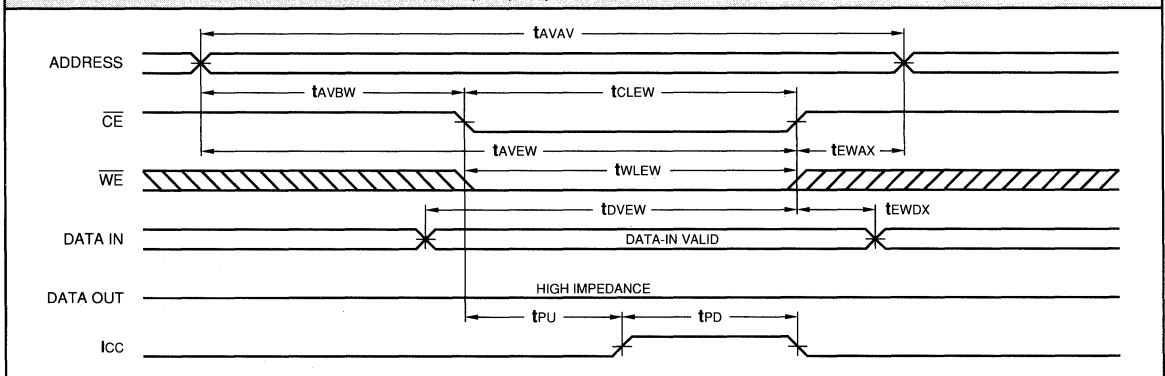 tAVAV
ADDRESS
tAVBW
tCLEW
CE
tAVEW
tEWAX
tWLEW
WE
tDVEW
tEWDX
DATA IN
DATA-IN VALID
DATA OUT
HIGH IMPEDANCE
tPU
tPD
ICC